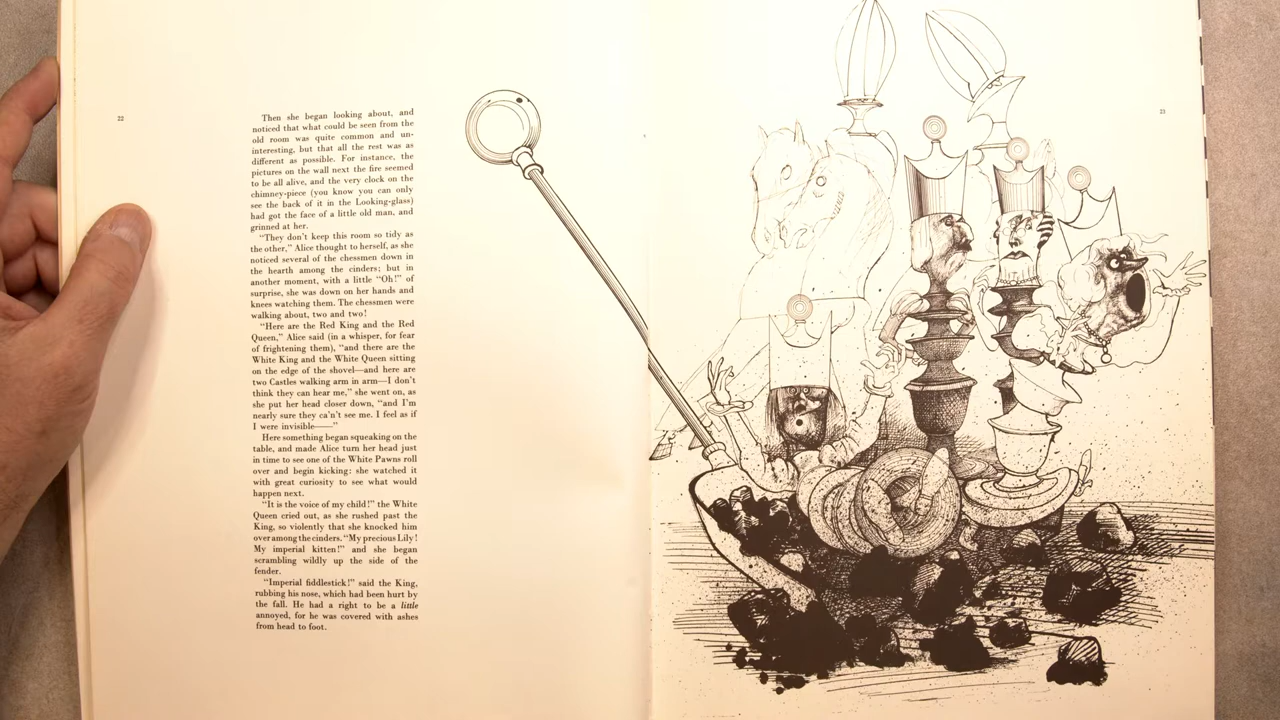 22
Then she began looking about, and
noticed that what could be seen from the
old room was quite common and un-
interesting, but that all the rest was as
different as possible. For instance, the
pictures on the wall next the fire seemed
to be all alive, and the very clock on the
chimney-piece (you know you can only
see the back of it in the Looking-glass)
had got the face of a little old man, and
grinned at her.
"They don't keep this room so tidy as
the other," Alice thought to herself, as she
noticed several of the chessmen down in
the hearth among the cinders; but in
another moment, with a little "Oh!" of
surprise, she was down on her hands and
knees watching them. The chessmen were
walking about, two and two!
"Here are the Red King and the Red
Queen," Alice said (in a whisper, for fear
of frightening them), "and there are the
White King and the White Queen sitting
on the edge of the shovel—and here are
two Castles walking arm in arm—I don't
think they can hear me," she went on, as
she put her head closer down, "and I'm
nearly sure they ca'n't see me. I feel as if
I were invisible——"
Here something began squeaking on the
table, and made Alice turn her head just
in time to see one of the White Pawns roll
over and begin kicking: she watched it
with great curiosity to see what would
happen next.
"It is the voice of my child!" the White
Queen cried out, as she rushed past the
King, so violently that she knocked him
over among the cinders. "My precious Lily!
My imperial kitten!" and she began
scrambling wildly up the side of the
fender.
"Imperial fiddlestick!" said the King,
rubbing his nose, which had been hurt by
the fall. He had a right to be a little
annoyed, for he was covered with ashes
from head to foot.
23